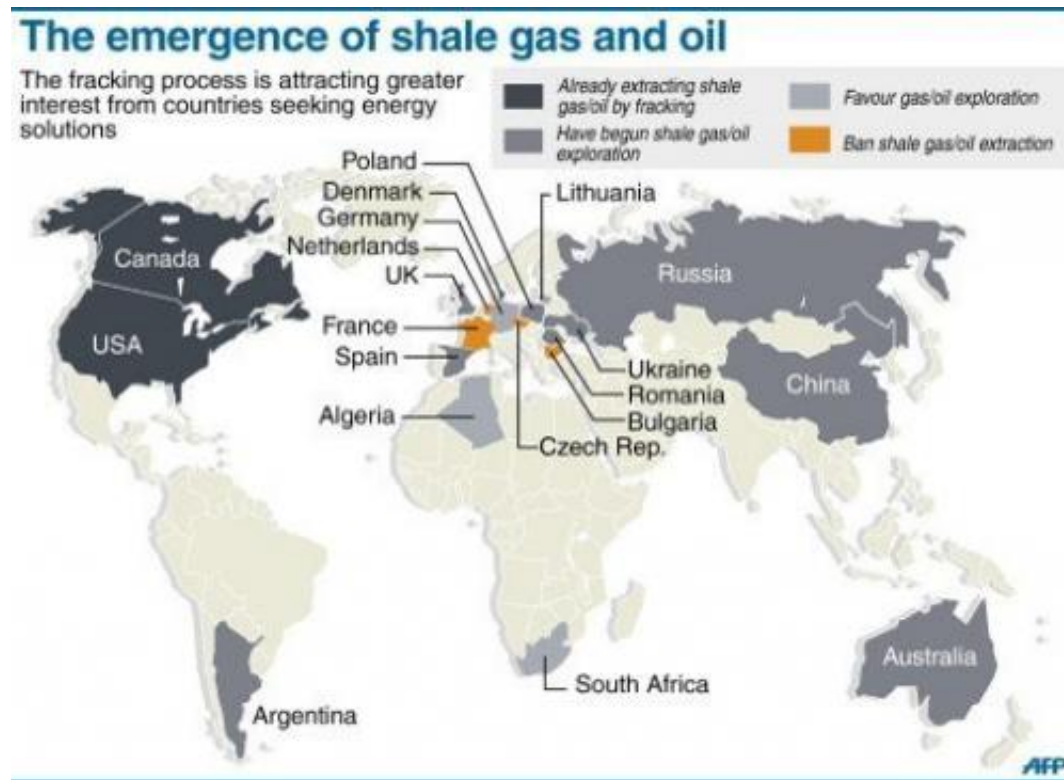 The emergence of shale gas and oil
The fracking process is attracting greater
interest from countries seeking energy
solutions
Already extracting shale
gas/oil by fracking
Have begun shale gas/oil
exploration
Favour gas/oil exploration
Ban shale gas/oil extraction
Poland
Denmark
Germany
Netherlands
UK
France
Spain
Algeria
Lithuania
Canada
USA
Russia
China
Ukraine
Romania
Bulgaria
Czech Rep.
South Africa
Argentina
Australia
AFP